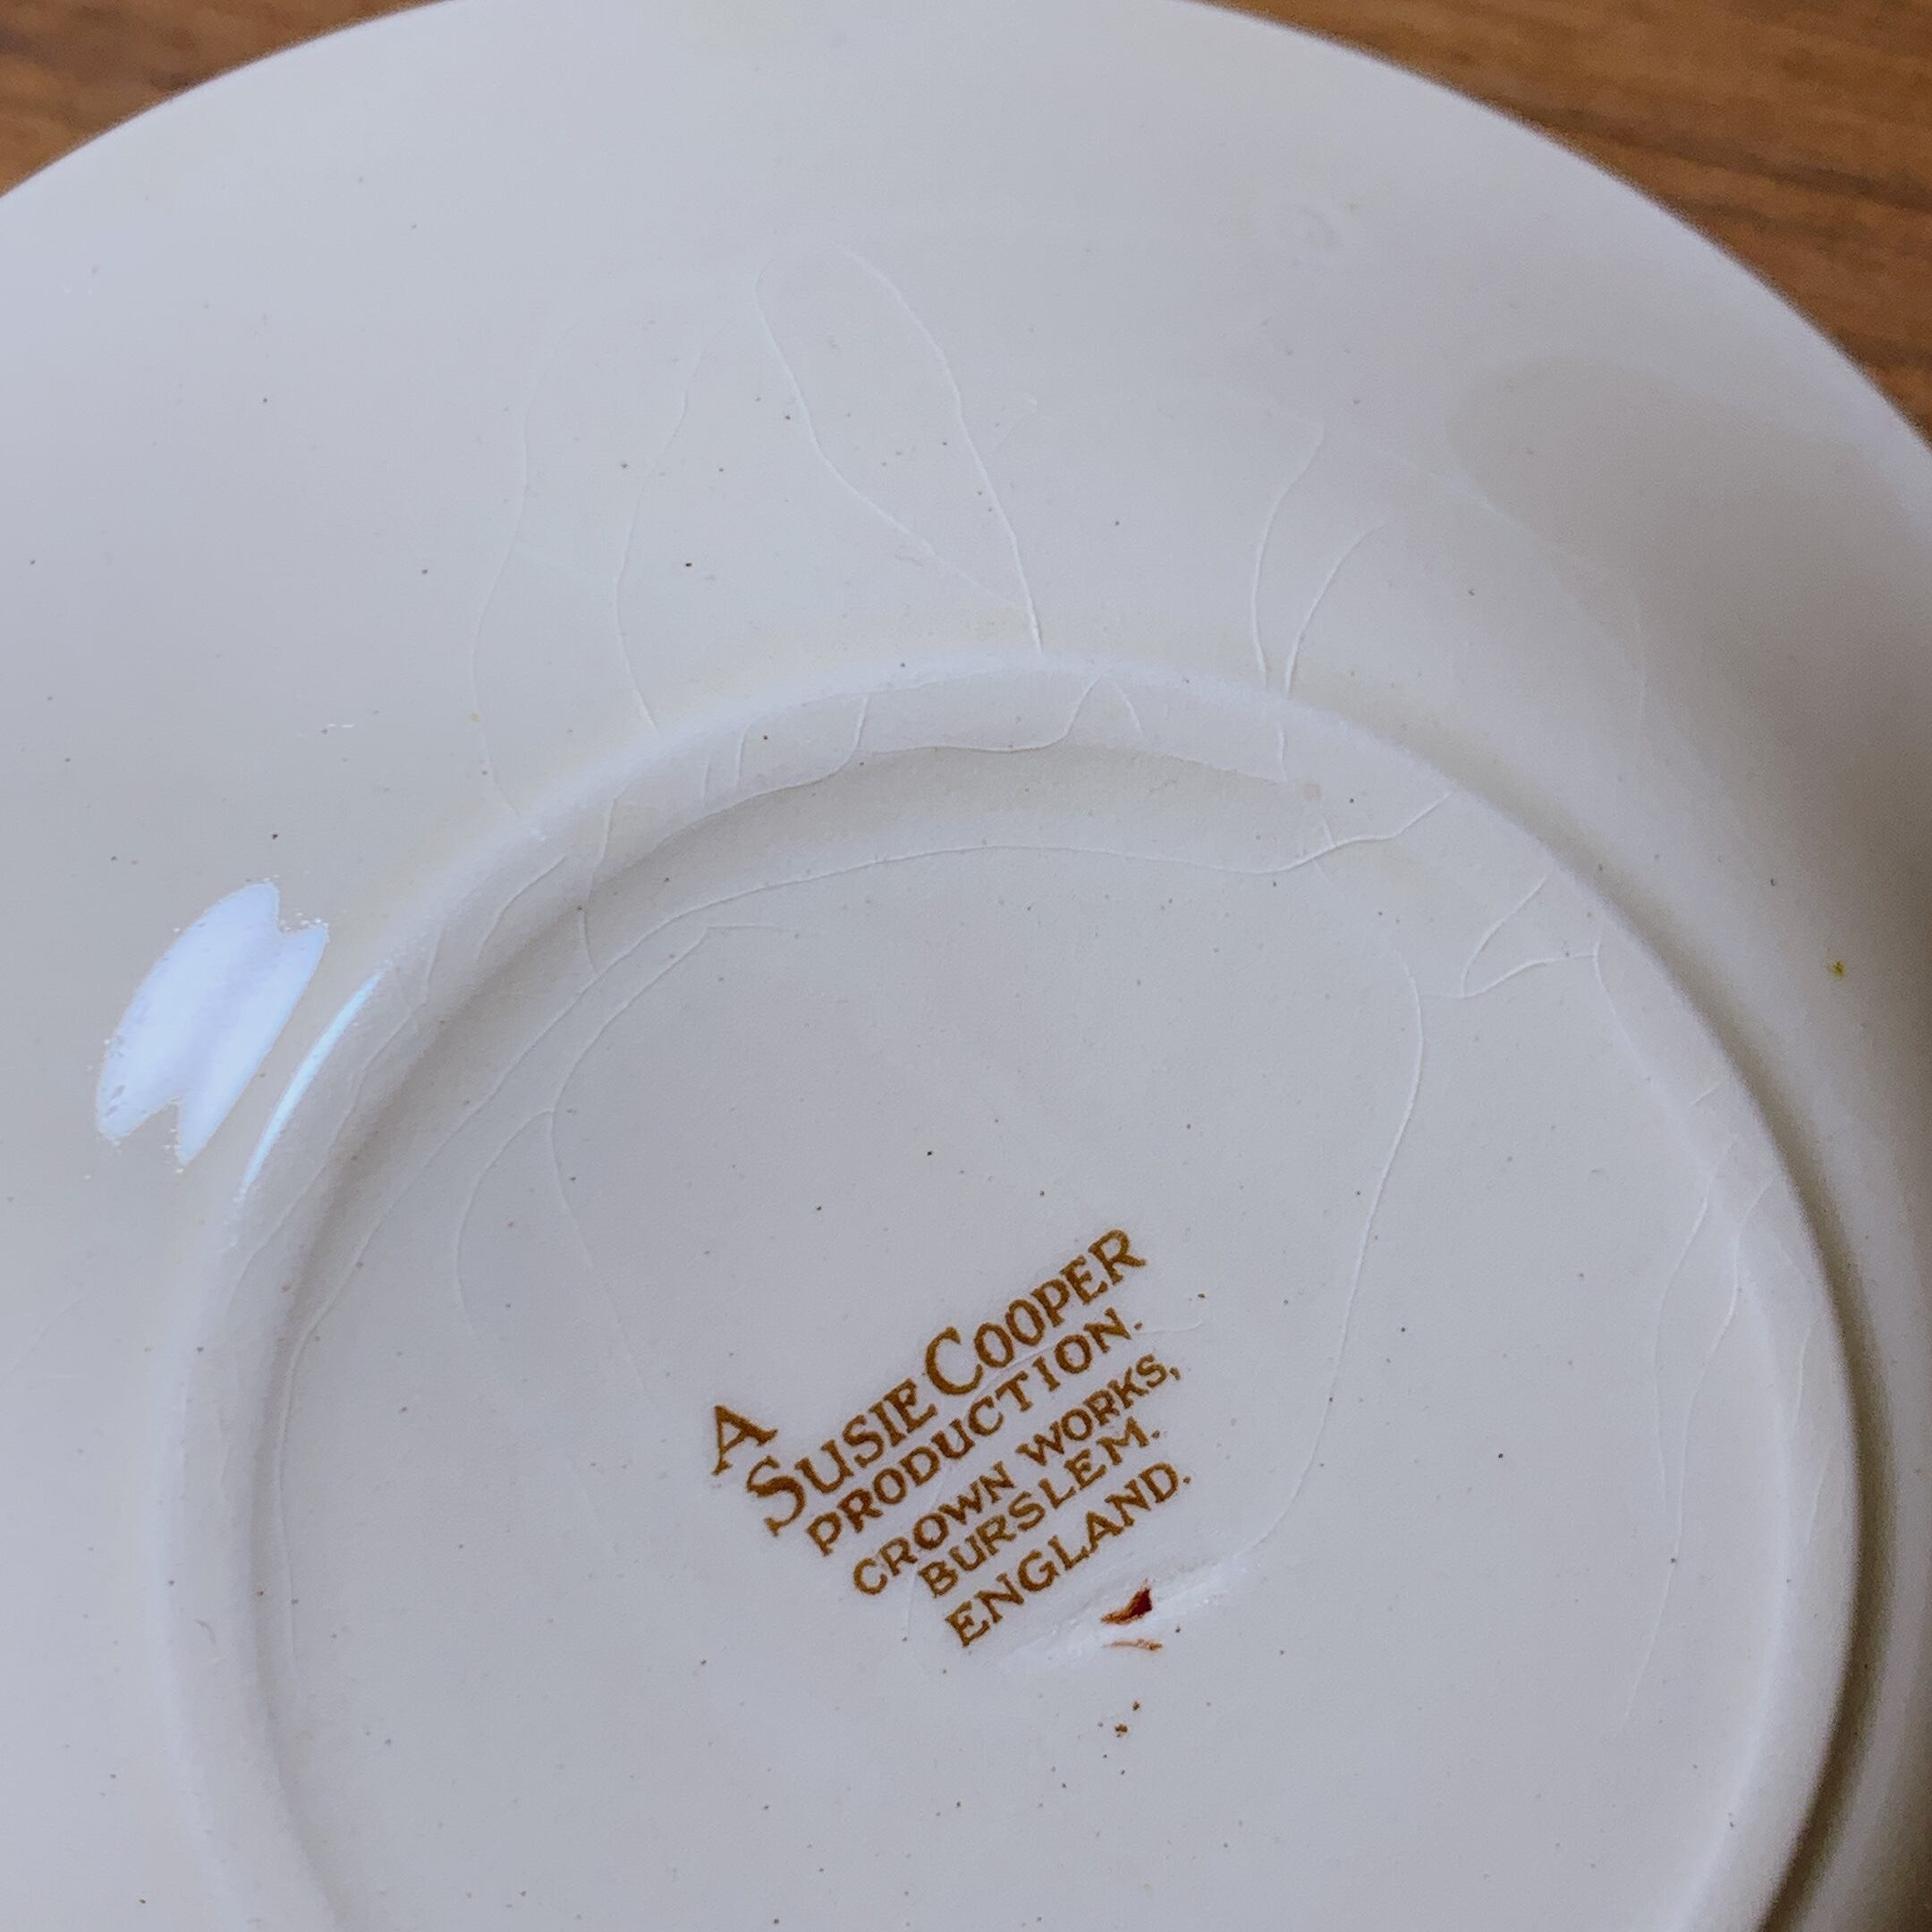 A
SUSIE COOPER
PRODUCTION.
CROWN WORKS,
BURSLEM.
ENGLAND.